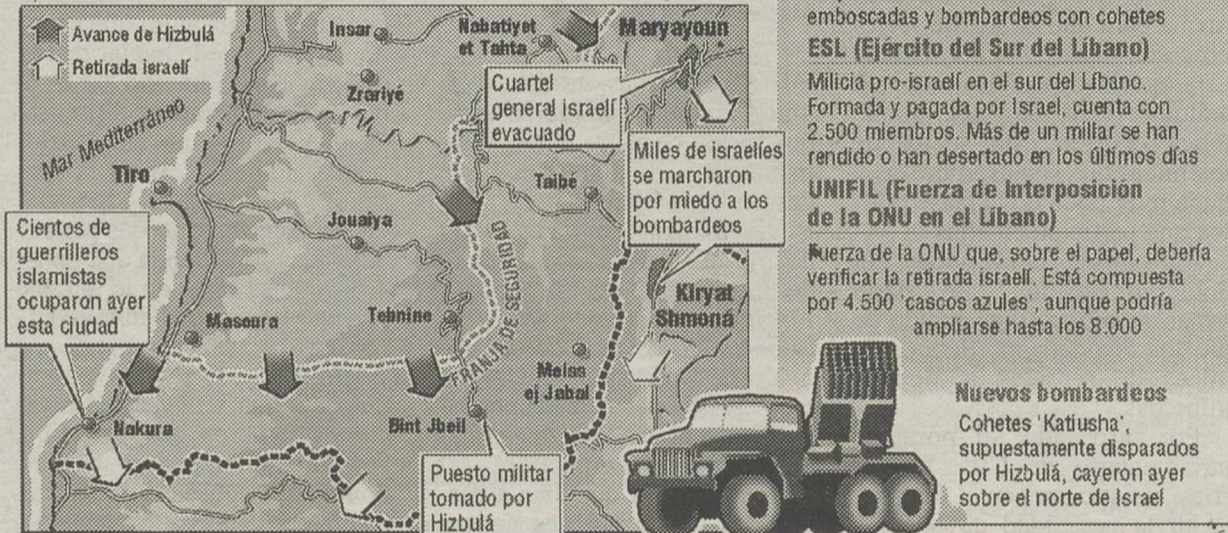 Avance de Hizbulá
Retirada israelí
Insar
Nabatiyet
et Tahta
Maryayoun
Zrariyé
Cuartel
general israelí
evacuado
Mar Mediterráneo
Tiro
Taibé
Miles de israelíes
se marcharon
por miedo a los
bombardeos
Jouaiya
Cientos de
guerrilleros
islamistas
ocuparon ayer
esta ciudad
FRANJA DE SEGURIDAD
Kiryat
Shmona
Masoura
Tebnine
Meiss
ej Jabal
Nakura
Bint Jbeil
Puesto militar
tomado por
Hizbulá
emboscadas y bombardeos con cohetes
ESL (Ejército del Sur del Líbano)
Milicia pro-israelí en el sur del Líbano.
Formada y pagada por Israel, cuenta con
2.500 miembros. Más de un millar se han
rendido o han desertado en los últimos días
UNIFIL (Fuerza de Interposición
de la ONU en el Líbano)
Fuerza de la ONU que, sobre el papel, debería
verificar la retirada israelí. Está compuesta
por 4.500 'cascos azules', aunque podría
ampliarse hasta los 8.000
Nuevos bombardeos
Cohetes 'Katiusha',
supuestamente disparados
por Hizbulá, cayeron ayer
sobre el norte de Israel